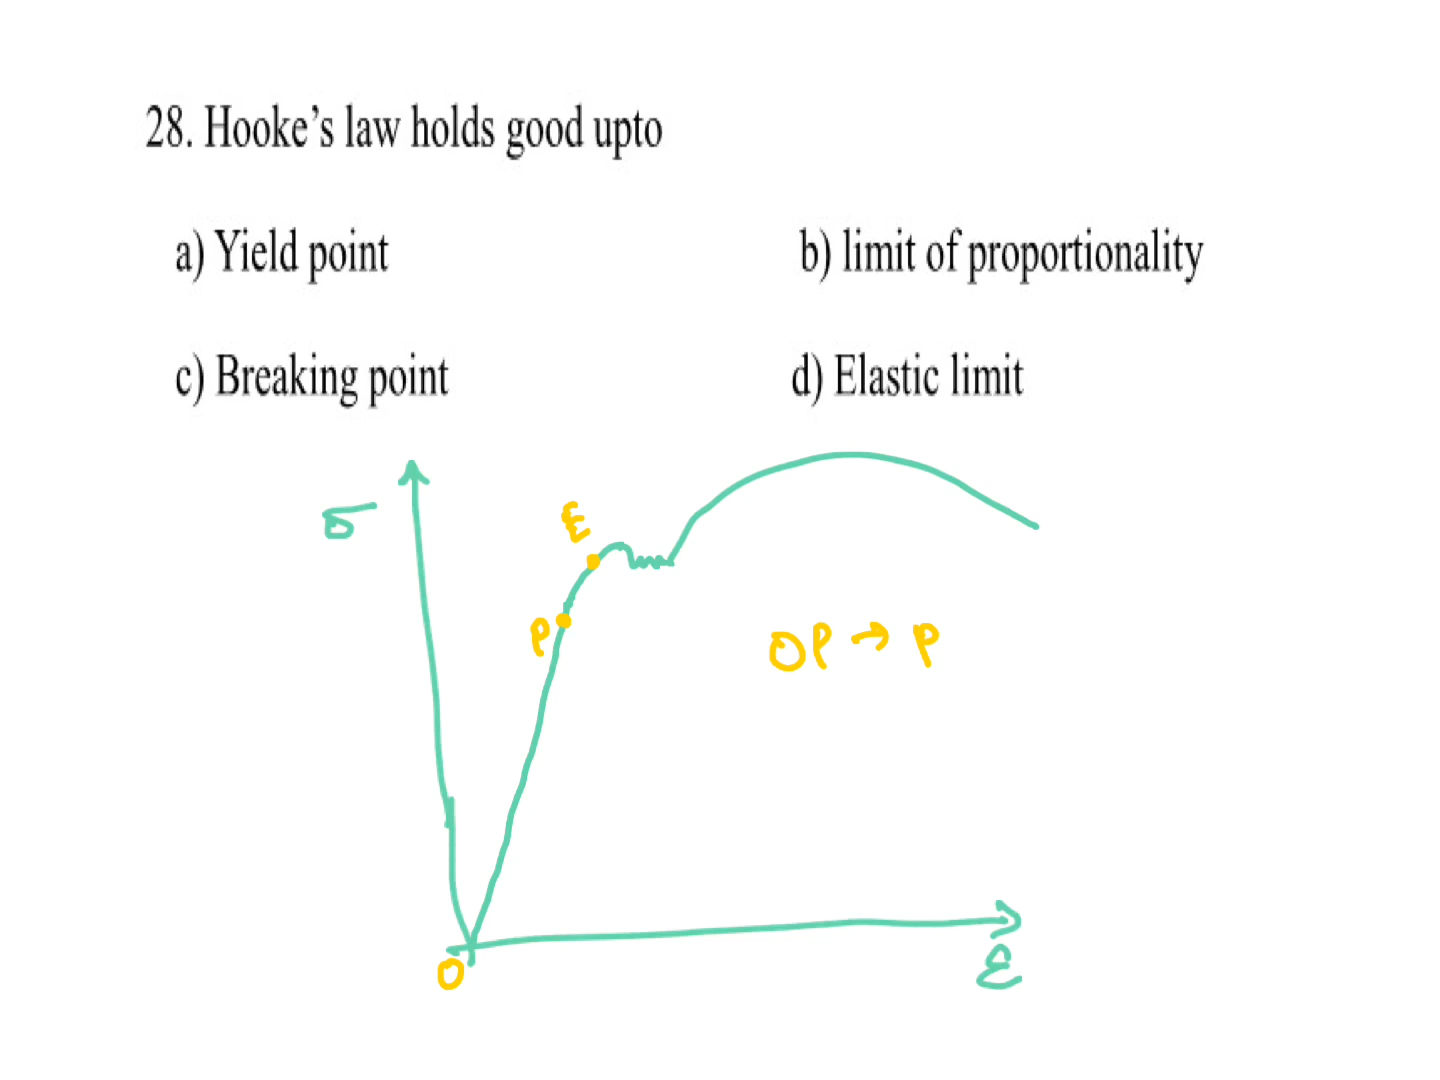 28. Hooke's law holds good upto
a) Yield point
b) limit of proportionality
c) Breaking point
d) Elastic limit
σ
E
P
OP → P
O
ε